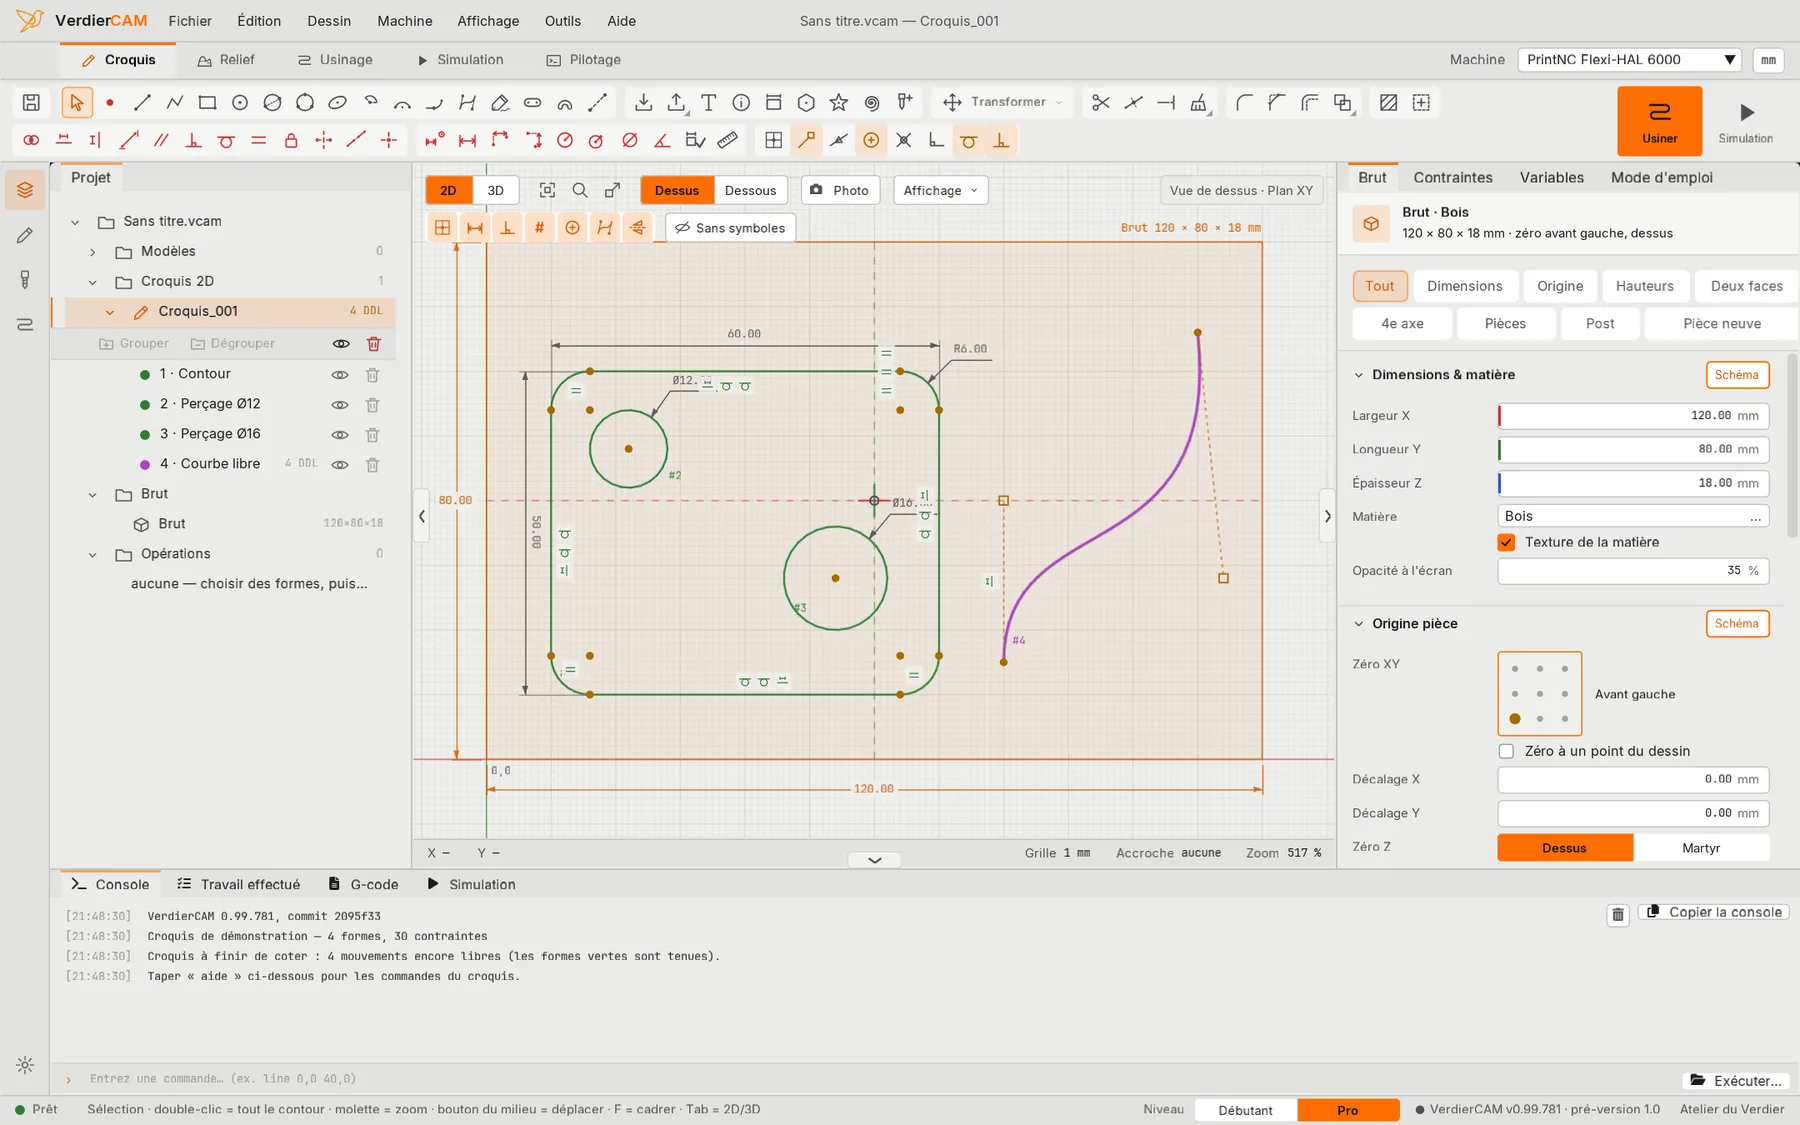 VerdierCAM Fichier Édition Dessin Machine Affichage Outils Aide Sans titre.vcam — Croquis_001
Croquis Relief Usinage Simulation Pilotage Machine PrintNC Flexi-HAL 6000 mm
Transformer
Usiner Simulation
Projet
Sans titre.vcam
Modèles 0
Croquis 2D 1
Croquis_001 4 DDL
Grouper Dégrouper
1 · Contour
2 · Perçage Ø12
3 · Perçage Ø16
4 · Courbe libre 4 DDL
Brut
Brut 120×80×18
Opérations 0
aucune — choisir des formes, puis...
2D 3D Dessus Dessous Photo Affichage Vue de dessus · Plan XY
# Sans symboles Brut 120 × 80 × 18 mm
60.00
R6.00
Ø12.
#2
80.00
Ø16.
50.00
#3
#4
0,0
120.00
X – Y – Grille 1 mm Accroche aucune Zoom 517 %
Brut Contraintes Variables Mode d'emploi
Brut · Bois
120 × 80 × 18 mm · zéro avant gauche, dessus
Tout Dimensions Origine Hauteurs Deux faces
4e axe Pièces Post Pièce neuve
Dimensions & matière Schéma
Largeur X 120.00 mm
Longueur Y 80.00 mm
Épaisseur Z 18.00 mm
Matière Bois ...
Texture de la matière
Opacité à l'écran 35 %
Origine pièce Schéma
Zéro XY Avant gauche
Zéro à un point du dessin
Décalage X 0.00 mm
Décalage Y 0.00 mm
Zéro Z Dessus Martyr
Console Travail effectué G-code Simulation
[21:48:30] VerdierCAM 0.99.781, commit 2095f33
[21:48:30] Croquis de démonstration — 4 formes, 30 contraintes
[21:48:30] Croquis à finir de coter : 4 mouvements encore libres (les formes vertes sont tenues).
[21:48:30] Taper « aide » ci-dessous pour les commandes du croquis.
Copier la console
› Entrez une commande… (ex. line 0,0 40,0)
Exécuter...
Prêt Sélection · double-clic = tout le contour · molette = zoom · bouton du milieu = déplacer · F = cadrer · Tab = 2D/3D Niveau Débutant Pro VerdierCAM v0.99.781 · pré-version 1.0 Atelier du Verdier